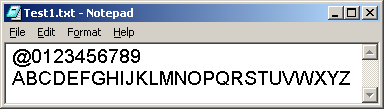 Test1.txt - Notepad
File Edit Format Help
@0123456789
ABCDEFGHIJKLMNOPQRSTUVWXYZ